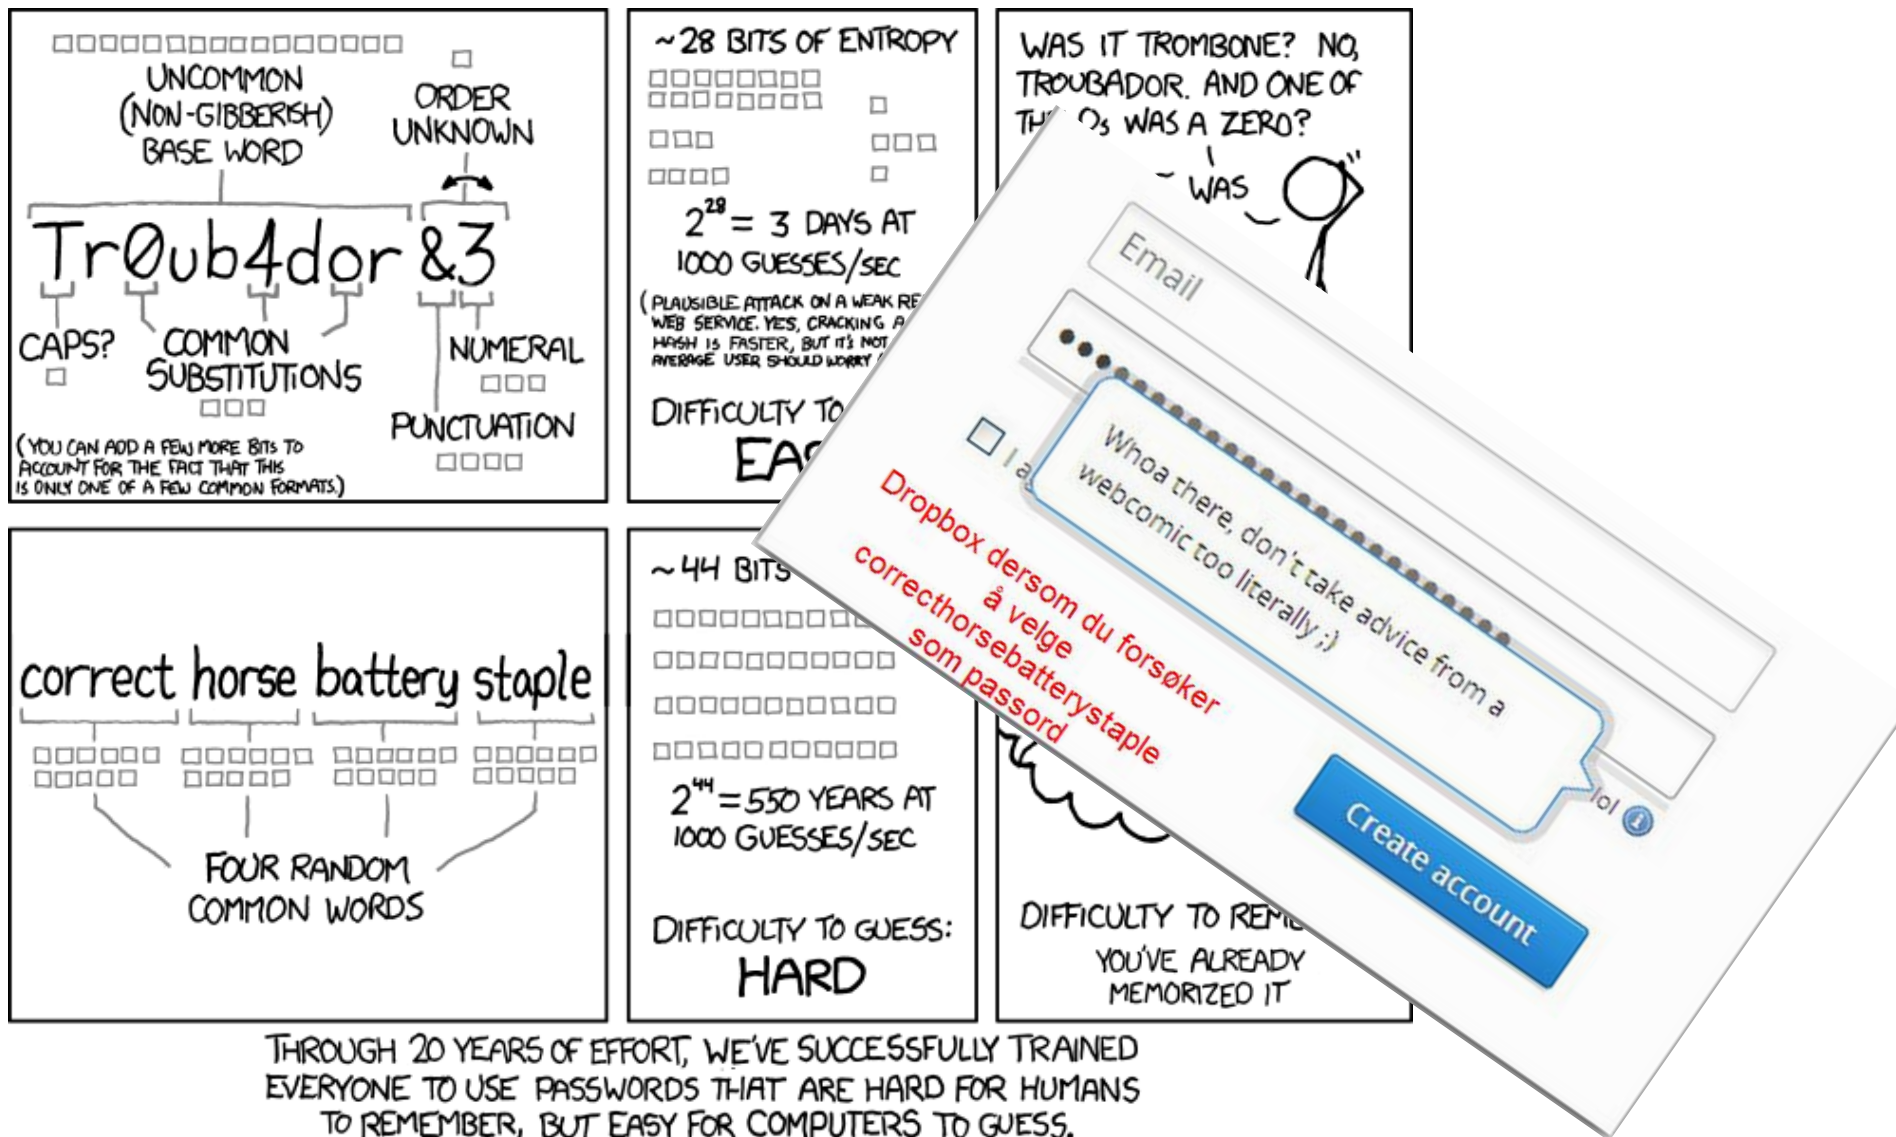 UNCOMMON
(NON-GIBBERISH)
BASE WORD
ORDER
UNKNOWN
Tr0ub4dor &3
CAPS?
COMMON
SUBSTITUTIONS
NUMERAL
PUNCTUATION
(YOU CAN ADD A FEW MORE BITS TO
ACCOUNT FOR THE FACT THAT THIS
IS ONLY ONE OF A FEW COMMON FORMATS.)
~28 BITS OF ENTROPY
2^28 = 3 DAYS AT
1000 GUESSES/SEC
(PLAUSIBLE ATTACK ON A WEAK RE
WEB SERVICE. YES, CRACKING A
HASH IS FASTER, BUT IT'S NOT
AVERAGE USER SHOULD WORRY
DIFFICULTY TO
EAS
WAS IT TROMBONE? NO,
TROUBADOR. AND ONE OF
TH Os WAS A ZERO?
WAS
correct horse battery staple
FOUR RANDOM
COMMON WORDS
~44 BITS
2^44 = 550 YEARS AT
1000 GUESSES/SEC
DIFFICULTY TO GUESS:
HARD
DIFFICULTY TO REME
YOU'VE ALREADY
MEMORIZED IT
Email
I a
Whoa there, don't take advice from a
webcomic too literally ;)
lol
Create account
Dropbox dersom du forsøker
å velge
correcthorsebatterystaple
som passord
THROUGH 20 YEARS OF EFFORT, WE'VE SUCCESSFULLY TRAINED
EVERYONE TO USE PASSWORDS THAT ARE HARD FOR HUMANS
TO REMEMBER, BUT EASY FOR COMPUTERS TO GUESS.